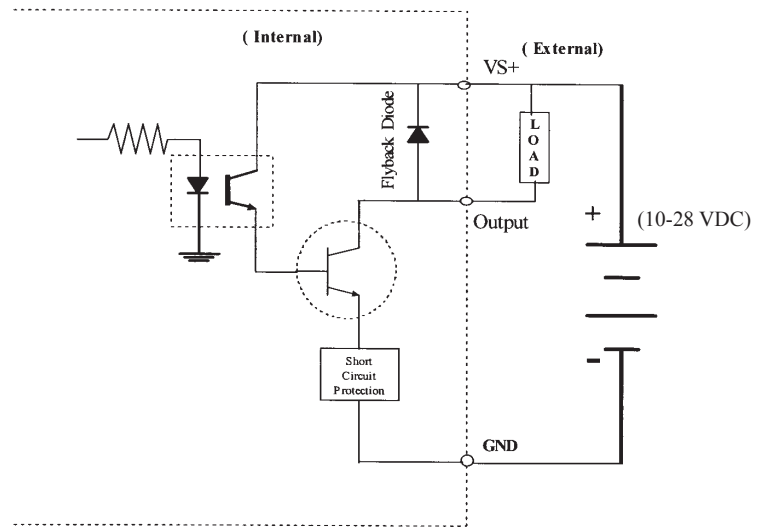 ( Internal)
( External)
VS+
Flyback Diode
L
O
A
D
Output
+
(10-28 VDC)
-
Short
Circuit
Protection
GND